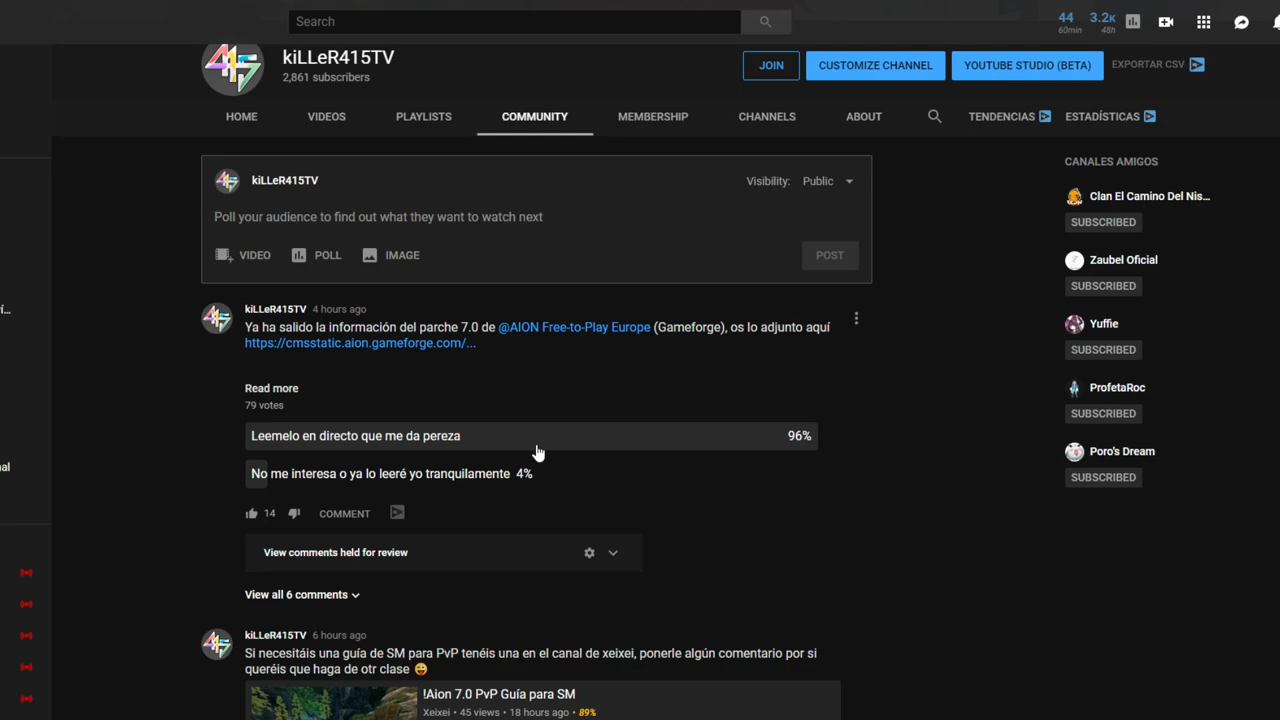 Search
44
60min
3.2K
48h
kiLLeR415TV
2,861 subscribers
JOIN
CUSTOMIZE CHANNEL
YOUTUBE STUDIO (BETA)
EXPORTAR CSV
HOME
VIDEOS
PLAYLISTS
COMMUNITY
MEMBERSHIP
CHANNELS
ABOUT
TENDENCIAS
ESTADÍSTICAS
kiLLeR415TV
Visibility: Public
Poll your audience to find out what they want to watch next
VIDEO
POLL
IMAGE
POST
kiLLeR415TV 4 hours ago
Ya ha salido la información del parche 7.0 de @AION Free-to-Play Europe (Gameforge), os lo adjunto aquí
https://cmsstatic.aion.gameforge.com/...
Read more
79 votes
Leemelo en directo que me da pereza 96%
No me interesa o ya lo leeré yo tranquilamente 4%
14
COMMENT
View comments held for review
View all 6 comments
kiLLeR415TV 6 hours ago
Si necesitáis una guía de SM para PvP tenéis una en el canal de xeixei, ponerle algún comentario por si
queréis que haga de otr clase 😛
!Aion 7.0 PvP Guía para SM
Xeixei • 45 views • 18 hours ago • 89%
CANALES AMIGOS
Clan El Camino Del Nis...
SUBSCRIBED
Zaubel Oficial
SUBSCRIBED
Yuffie
SUBSCRIBED
ProfetaRoc
SUBSCRIBED
Poro's Dream
SUBSCRIBED